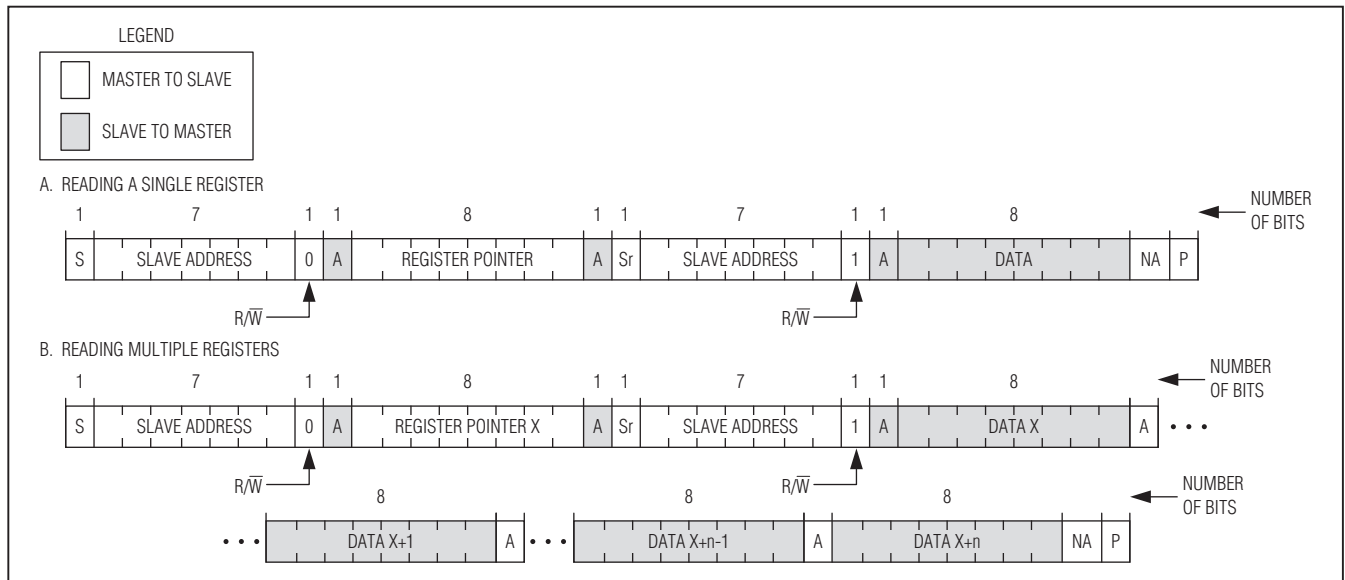 LEGEND
MASTER TO SLAVE
SLAVE TO MASTER
A. READING A SINGLE REGISTER
1 7 1 1 8 1 1 7 1 1 8 NUMBER OF BITS
S SLAVE ADDRESS 0 A REGISTER POINTER A Sr SLAVE ADDRESS 1 A DATA NA P
R/W̅ R/W̅
B. READING MULTIPLE REGISTERS
1 7 1 1 8 1 1 7 1 1 8 NUMBER OF BITS
S SLAVE ADDRESS 0 A REGISTER POINTER X A Sr SLAVE ADDRESS 1 A DATA X A • • •
R/W̅ R/W̅
8 8 8 NUMBER OF BITS
• • • DATA X+1 A • • • DATA X+n-1 A DATA X+n NA P